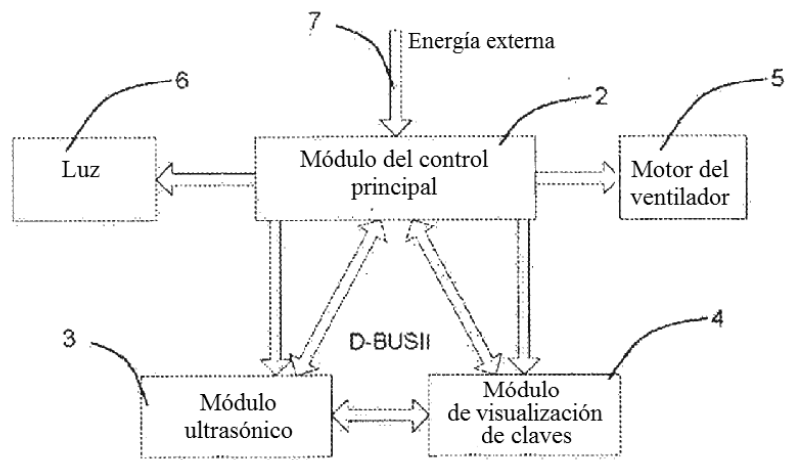 7
Energía externa
6
2
5
Luz
Módulo del control
principal
Motor del
ventilador
3
D-BUSII
4
Módulo
ultrasónico
Módulo
de visualización
de claves